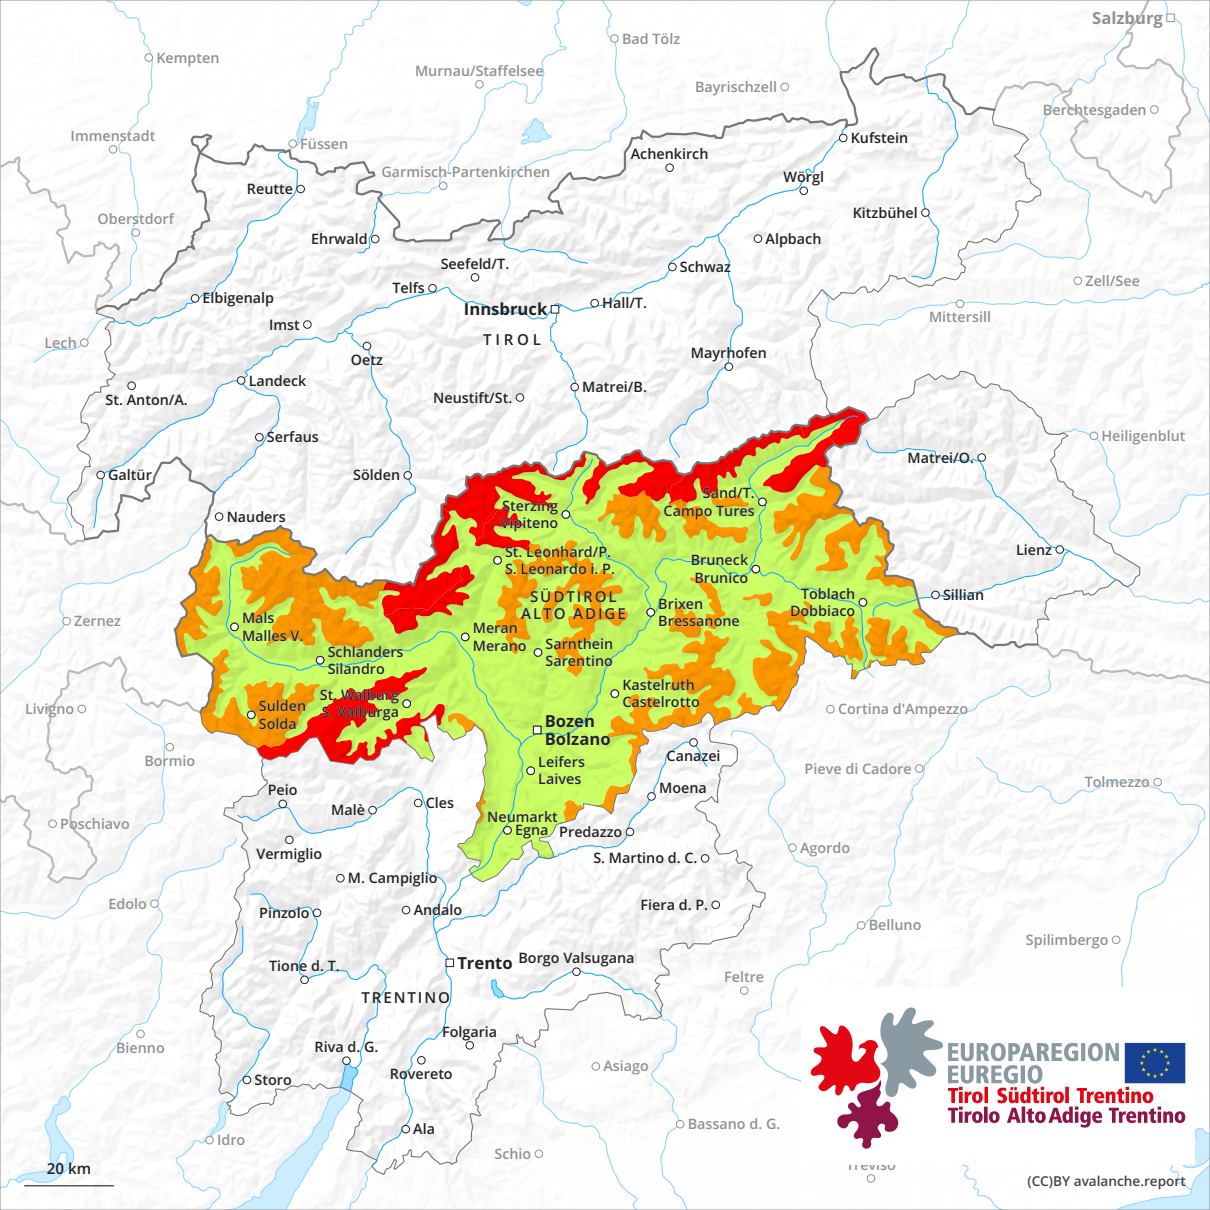 Salzburg
Bad Tölz
Kempten
Murnau/Staffelsee
Bayrischzell
Berchtesgaden
Immenstadt
Füssen
Kufstein
Achenkirch
Garmisch-Partenkirchen
Wörgl
Reutte
Kitzbühel
Oberstdorf
Ehrwald
Alpbach
Seefeld/T.
Schwaz
Zell/See
Telfs
Elbigenalp
Hall/T.
Innsbruck
Mittersill
Imst
TIROL
Lech
Oetz
Mayrhofen
Landeck
Matrei/B.
St. Anton/A.
Neustift/St.
Serfaus
Heiligenblut
Matrei/O.
Galtür
Sölden
Sand/T.
Campo Tures
Sterzing
Vipiteno
Nauders
St. Leonhard/P.
S. Leonardo i. P.
Lienz
Bruneck
Brunico
SÜDTIROL
ALTO ADIGE
Toblach
Dobbiaco
Sillian
Brixen
Bressanone
Zernez
Mals
Malles V.
Meran
Merano
Sarnthein
Sarentino
Schlanders
Silandro
Kastelruth
Castelrotto
St. Walburg
S. Valburga
Sulden
Solda
Livigno
Cortina d'Ampezzo
Bozen
Bolzano
Bormio
Canazei
Leifers
Laives
Pieve di Cadore
Tolmezzo
Peio
Moena
Malè
Cles
Neumarkt
Egna
Predazzo
Poschiavo
Vermiglio
Agordo
S. Martino d. C.
M. Campiglio
Edolo
Pinzolo
Andalo
Fiera d. P.
Belluno
Spilimbergo
Borgo Valsugana
Trento
Tione d. T.
Feltre
TRENTINO
Folgaria
Bienno
Riva d. G.
Rovereto
Asiago
Storo
EUROPAREGION
EUREGIO
Tirol Südtirol Trentino
Tirolo Alto Adige Trentino
Bassano d. G.
Ala
Idro
Schio
Treviso
20 km
(CC)BY avalanche.report